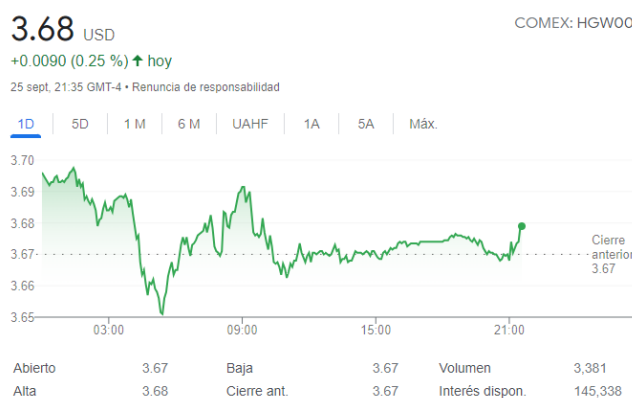 3.68 USD
COMEX: HGW00
+0.0090 (0.25 %) ↑ hoy
25 sept, 21:35 GMT-4 • Renuncia de responsabilidad
1D 5D 1 M 6 M UAHF 1A 5A Máx.
3.70
3.69
3.68
3.67
3.66
3.65
Cierre
anterior
3.67
03:00 09:00 15:00 21:00
Abierto 3.67 Baja 3.67 Volumen 3,381
Alta 3.68 Cierre ant. 3.67 Interés dispon. 145,338